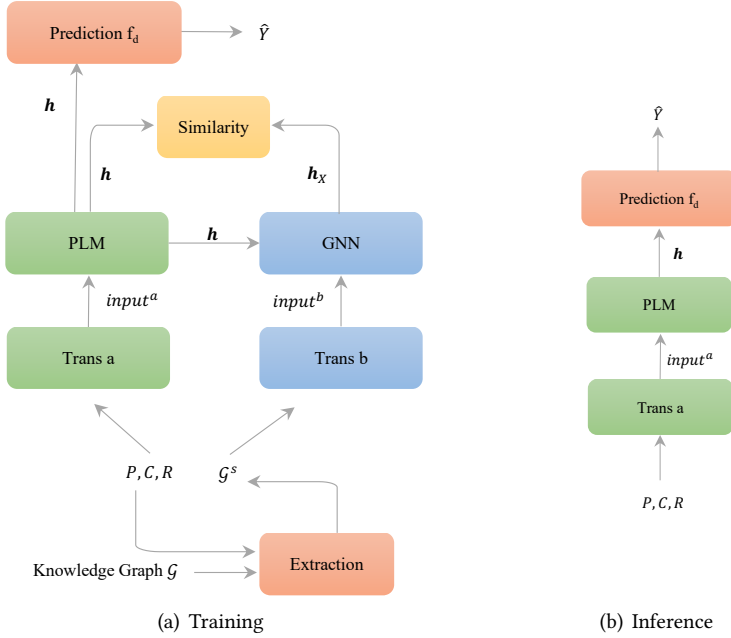 Prediction f_d
Ŷ
h
Similarity
h
h_X
PLM
h
GNN
input^a
input^b
Trans a
Trans b
P, C, R
𝒢^s
Knowledge Graph 𝒢
Extraction
(a) Training
Ŷ
Prediction f_d
h
PLM
input^a
Trans a
P, C, R
(b) Inference